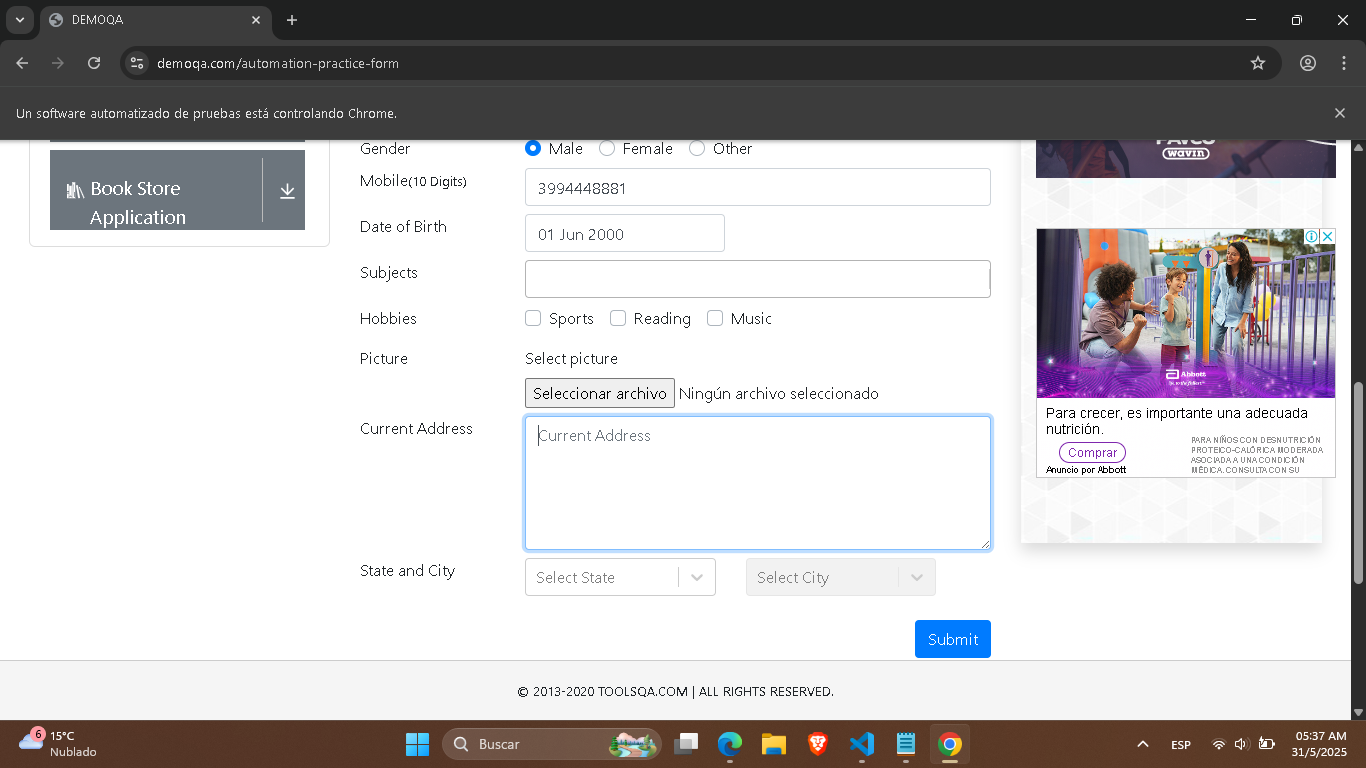 DEMOQA
demoqa.com/automation-practice-form
Un software automatizado de pruebas está controlando Chrome.
Book Store
Application
Gender
Male
Female
Other
Mobile(10 Digits)
3994448881
Date of Birth
01 Jun 2000
Subjects
Hobbies
Sports
Reading
Music
Picture
Select picture
Seleccionar archivo Ningún archivo seleccionado
Current Address
Current Address
State and City
Select State
Select City
Submit
wavin
Abbott
Para crecer, es importante una adecuada
nutrición.
Comprar
Anuncio por Abbott
PARA NIÑOS CON DESNUTRICIÓN
PROTEICO-CALÓRICA MODERADA
ASOCIADA A UNA CONDICIÓN
MÉDICA. CONSULTA CON SU
© 2013-2020 TOOLSQA.COM | ALL RIGHTS RESERVED.
6
15°C
Nublado
Buscar
ESP
05:37 AM
31/5/2025